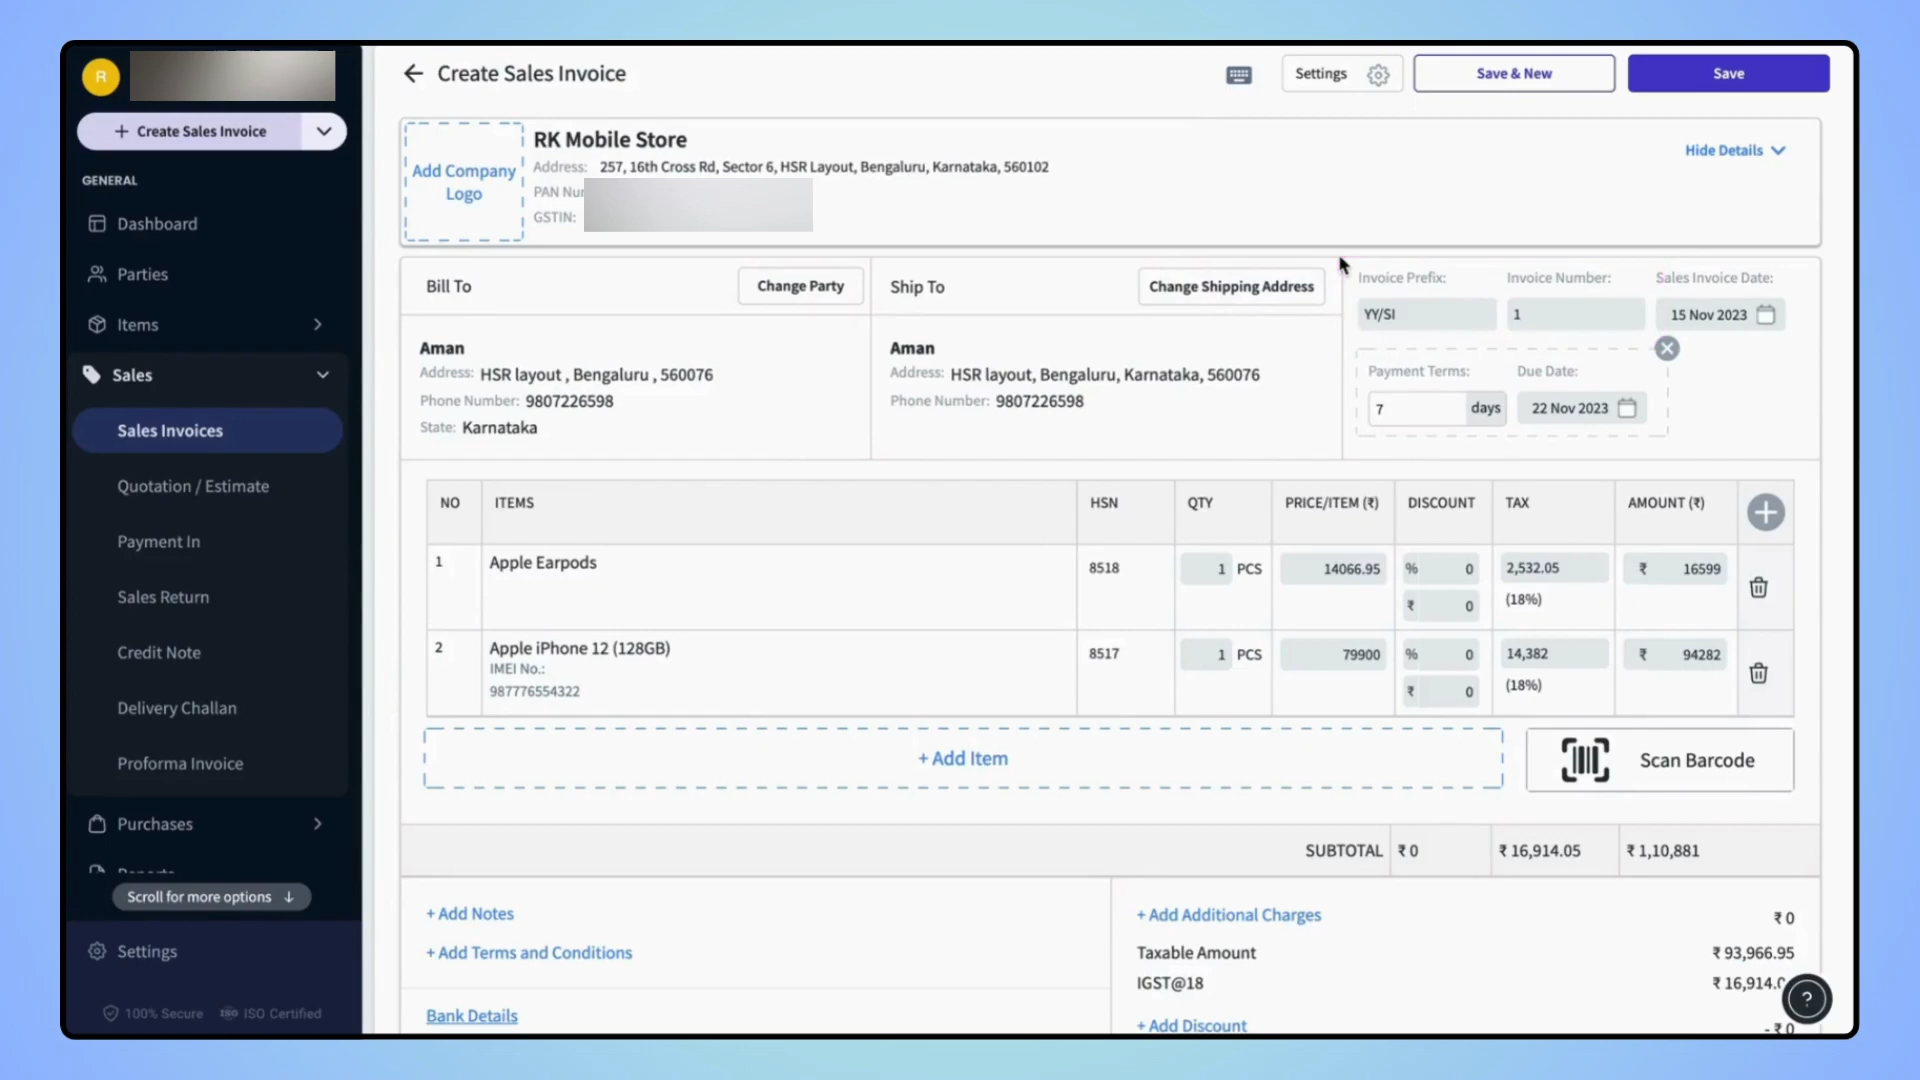 R
+ Create Sales Invoice
GENERAL
Dashboard
Parties
Items
Sales
Sales Invoices
Quotation / Estimate
Payment In
Sales Return
Credit Note
Delivery Challan
Proforma Invoice
Purchases
Reports
Scroll for more options ↓
Settings
100% Secure ISO ISO Certified
← Create Sales Invoice
Settings
Save & New
Save
Add Company
Logo
RK Mobile Store
Address: 257, 16th Cross Rd, Sector 6, HSR Layout, Bengaluru, Karnataka, 560102
PAN Nu
GSTIN:
Hide Details
Bill To
Change Party
Aman
Address: HSR layout , Bengaluru , 560076
Phone Number: 9807226598
State: Karnataka
Ship To
Change Shipping Address
Aman
Address: HSR layout, Bengaluru, Karnataka, 560076
Phone Number: 9807226598
Invoice Prefix: Invoice Number: Sales Invoice Date:
YY/SI 1 15 Nov 2023
Payment Terms: Due Date:
7 days 22 Nov 2023
NO ITEMS HSN QTY PRICE/ITEM (₹) DISCOUNT TAX AMOUNT (₹)
1 Apple Earpods 8518 1 PCS 14066.95 % 0 2,532.05 ₹ 16599
₹ 0 (18%)
2 Apple iPhone 12 (128GB) 8517 1 PCS 79900 % 0 14,382 ₹ 94282
IMEI No.:
987776554322 ₹ 0 (18%)
+ Add Item
Scan Barcode
SUBTOTAL ₹ 0 ₹ 16,914.05 ₹ 1,10,881
+ Add Notes
+ Add Terms and Conditions
Bank Details
+ Add Additional Charges ₹ 0
Taxable Amount ₹ 93,966.95
IGST@18 ₹ 16,914.0
+ Add Discount - ₹ 0
?